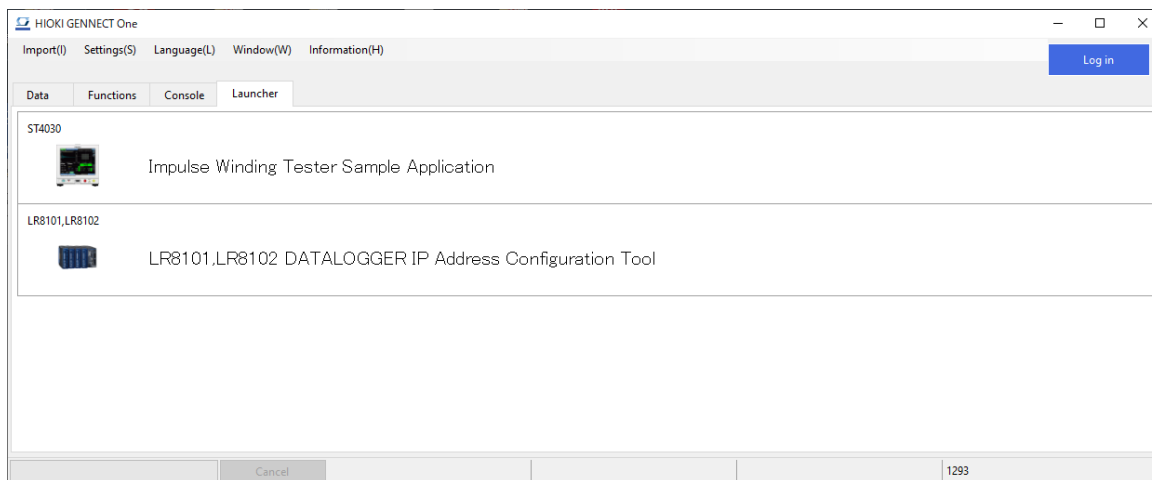 HIOKI GENNECT One
Import(I) Settings(S) Language(L) Window(W) Information(H)
Log in
Data Functions Console Launcher
ST4030
Impulse Winding Tester Sample Application
LR8101,LR8102
LR8101,LR8102 DATALOGGER IP Address Configuration Tool
Cancel
1293